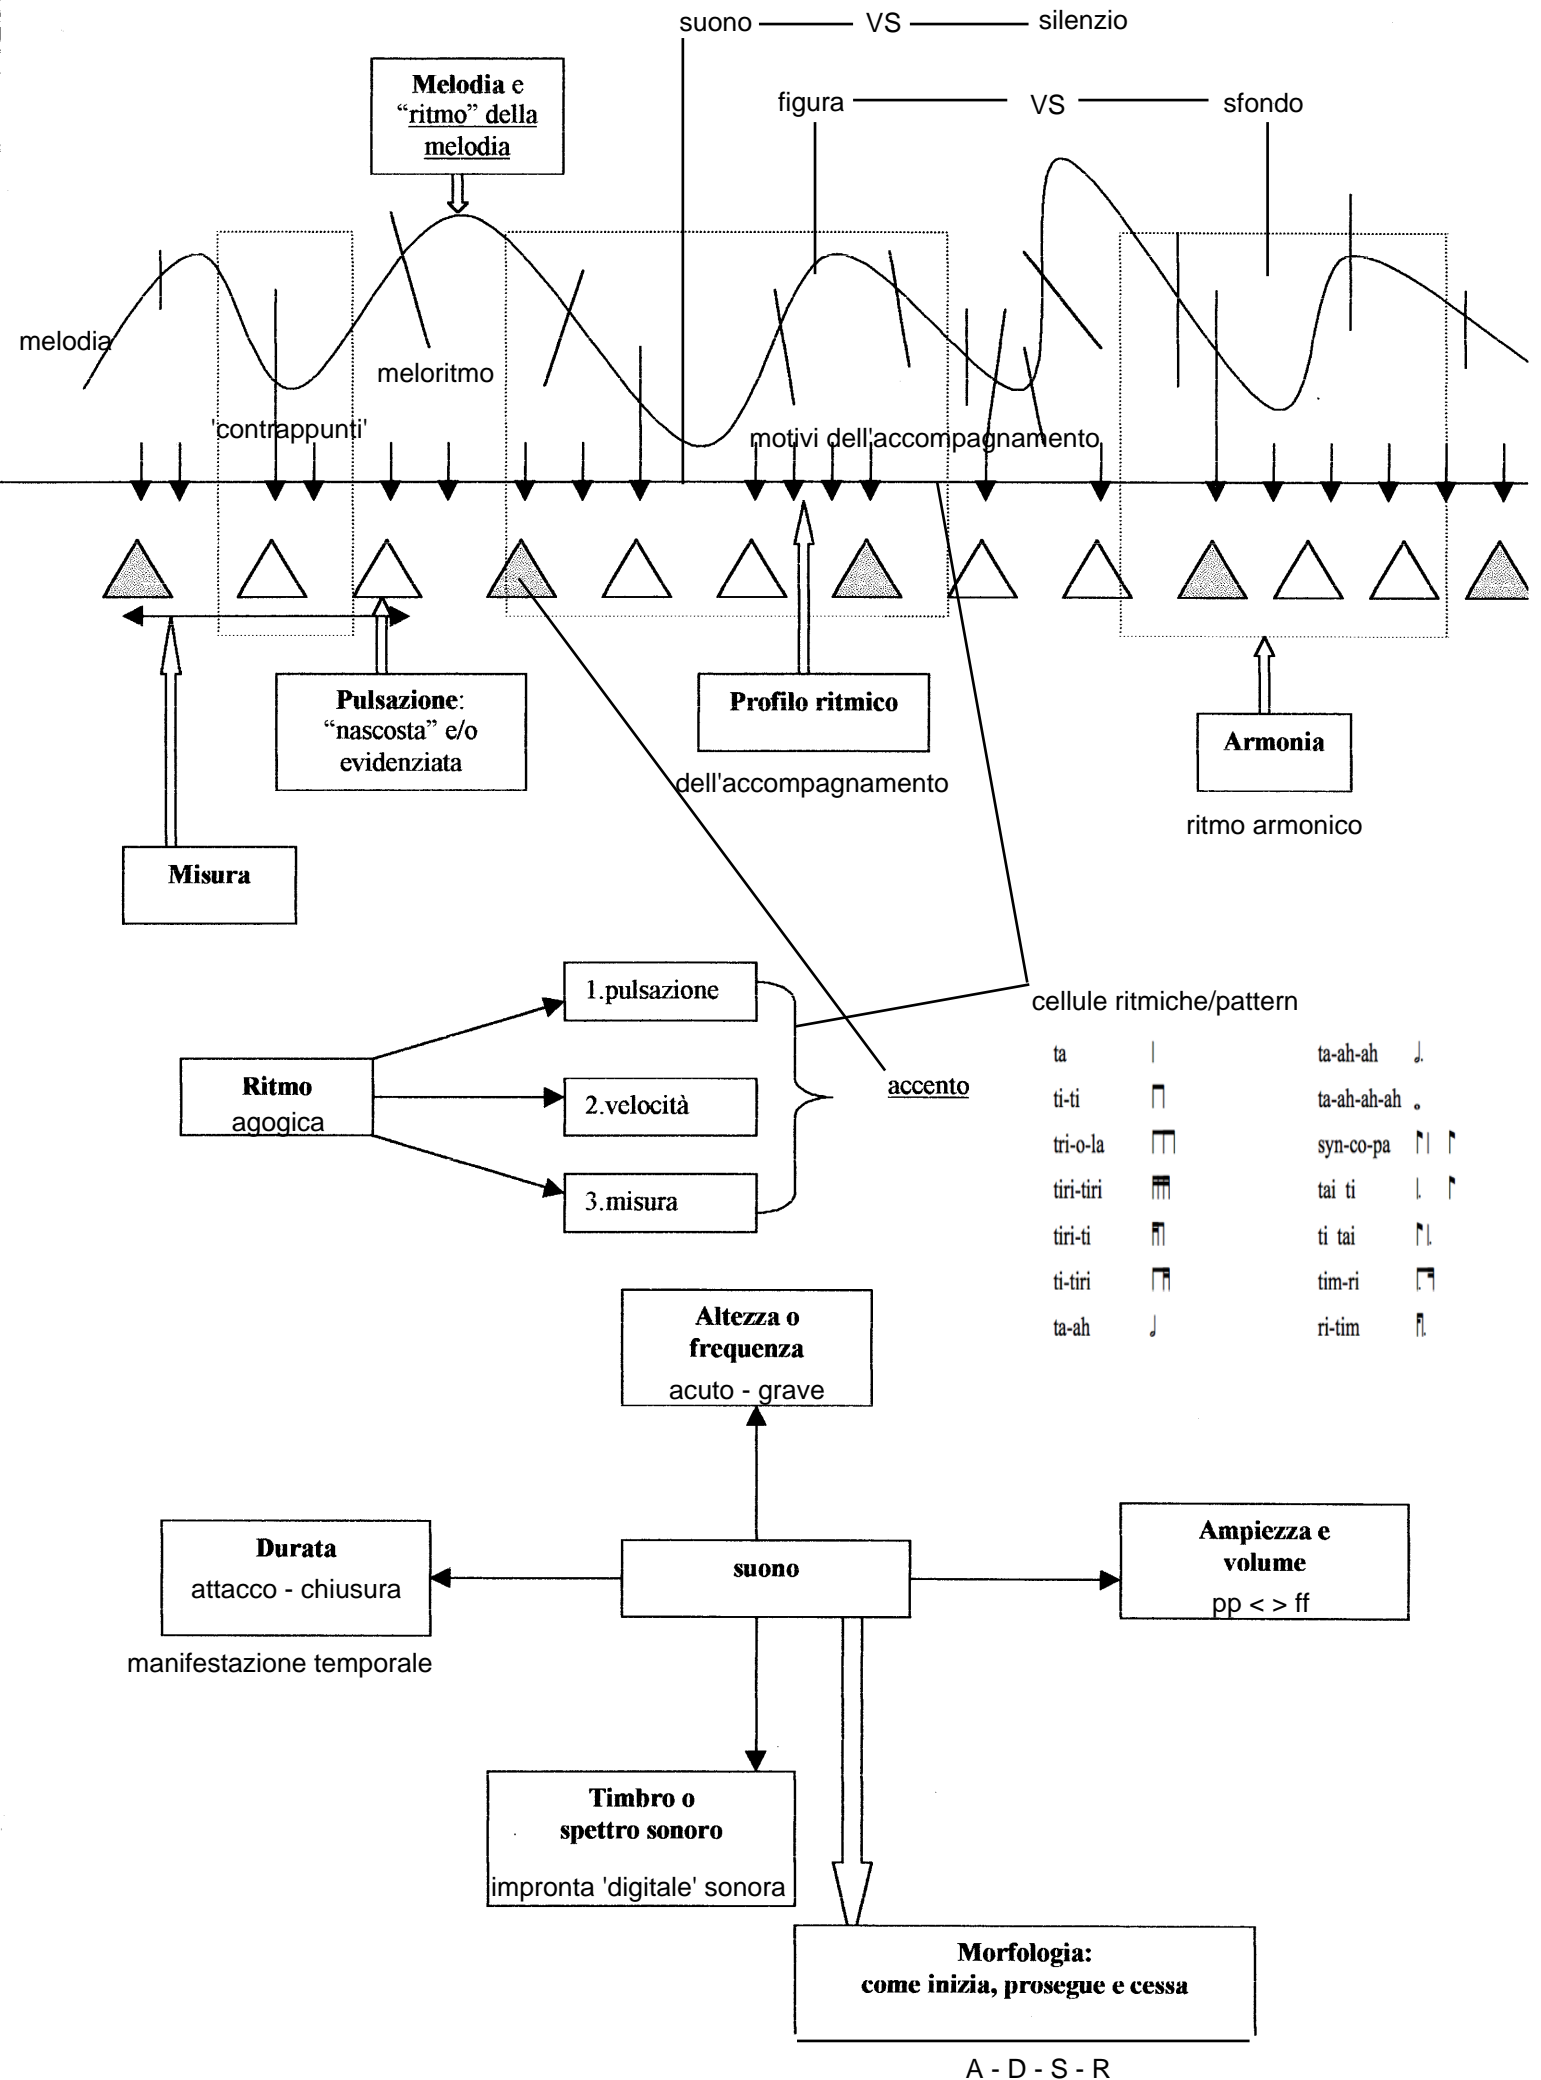 suono VS silenzio
figura VS sfondo
Melodia e
“ritmo” della
melodia
melodia
meloritmo
'contrappunti'
motivi dell'accompagnamento
Pulsazione:
“nascosta” e/o
evidenziata
Profilo ritmico
dell'accompagnamento
Armonia
ritmo armonico
Misura
Ritmo
agogica
1.pulsazione
2.velocità
3.misura
accento
cellule ritmiche/pattern
ta
ti-ti
tri-o-la
tiri-tiri
tiri-ti
ti-tiri
ta-ah
ta-ah-ah
ta-ah-ah-ah
syn-co-pa
tai ti
ti tai
tim-ri
ri-tim
Altezza o
frequenza
acuto - grave
Durata
attacco - chiusura
manifestazione temporale
suono
Ampiezza e
volume
pp < > ff
Timbro o
spettro sonoro
impronta 'digitale' sonora
Morfologia:
come inizia, prosegue e cessa
A - D - S - R